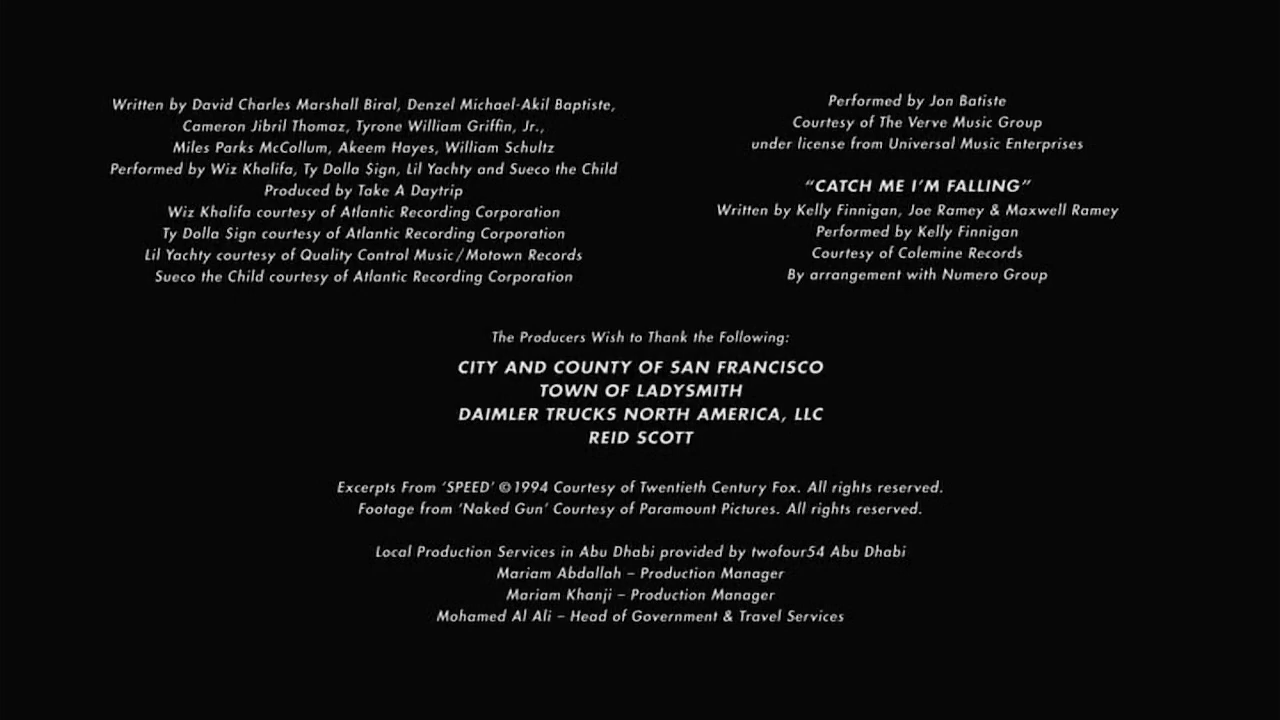 Written by David Charles Marshall Biral, Denzel Michael-Akil Baptiste,
Cameron Jibril Thomaz, Tyrone William Griffin, Jr.,
Miles Parks McCollum, Akeem Hayes, William Schultz
Performed by Wiz Khalifa, Ty Dolla $ign, Lil Yachty and Sueco the Child
Produced by Take A Daytrip
Wiz Khalifa courtesy of Atlantic Recording Corporation
Ty Dolla $ign courtesy of Atlantic Recording Corporation
Lil Yachty courtesy of Quality Control Music/Motown Records
Sueco the Child courtesy of Atlantic Recording Corporation
Performed by Jon Batiste
Courtesy of The Verve Music Group
under license from Universal Music Enterprises
“CATCH ME I’M FALLING”
Written by Kelly Finnigan, Joe Ramey & Maxwell Ramey
Performed by Kelly Finnigan
Courtesy of Colemine Records
By arrangement with Numero Group
The Producers Wish to Thank the Following:
CITY AND COUNTY OF SAN FRANCISCO
TOWN OF LADYSMITH
DAIMLER TRUCKS NORTH AMERICA, LLC
REID SCOTT
Excerpts From ‘SPEED’ ©1994 Courtesy of Twentieth Century Fox. All rights reserved.
Footage from ‘Naked Gun’ Courtesy of Paramount Pictures. All rights reserved.
Local Production Services in Abu Dhabi provided by twofour54 Abu Dhabi
Mariam Abdallah – Production Manager
Mariam Khanji – Production Manager
Mohamed Al Ali – Head of Government & Travel Services